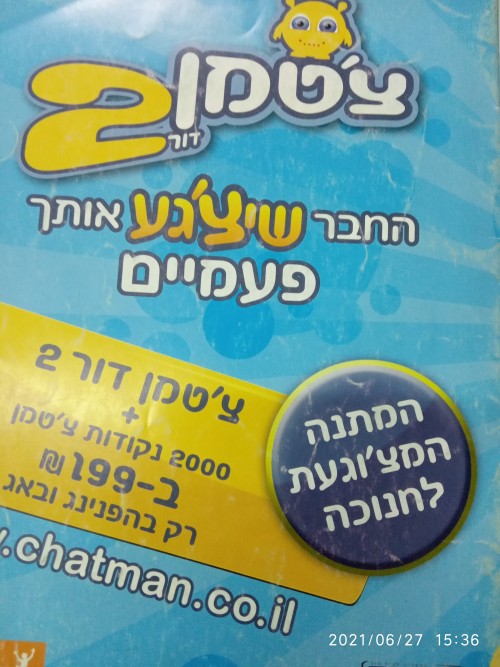 צ'טמן
דור 2
החבר שיצ'גע אותך
פעמיים
צ'טמן דור 2
+
2000 נקודות צ'טמן
ב-199 ₪
רק בהפנינג ובאג
המתנה
המצ'וגעת
לחנוכה
.chatman.co.il
2021/06/27 15:36